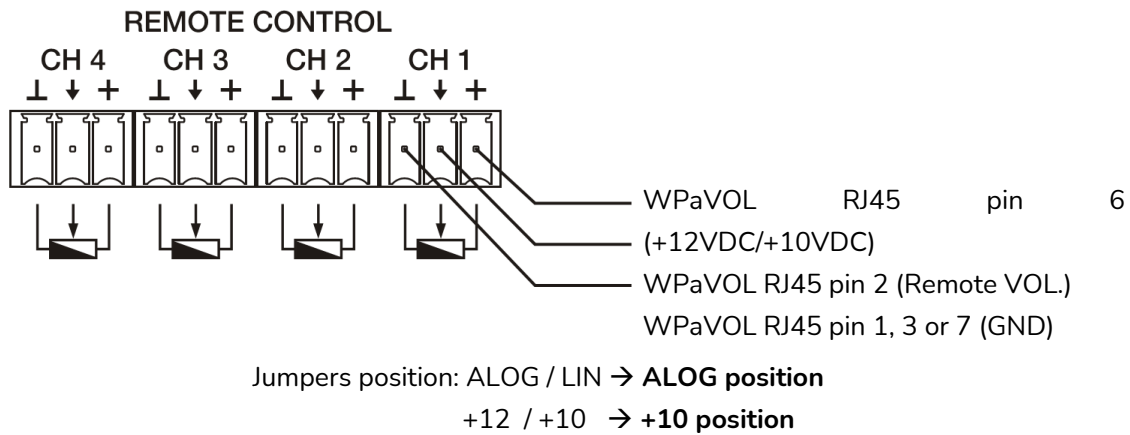 REMOTE CONTROL
CH 4 CH 3 CH 2 CH 1
⊥ ↓ + ⊥ ↓ + ⊥ ↓ + ⊥ ↓ +
WPaVOL RJ45 pin 6
(+12VDC/+10VDC)
WPaVOL RJ45 pin 2 (Remote VOL.)
WPaVOL RJ45 pin 1, 3 or 7 (GND)
Jumpers position: ALOG / LIN → ALOG position
+12 / +10 → +10 position